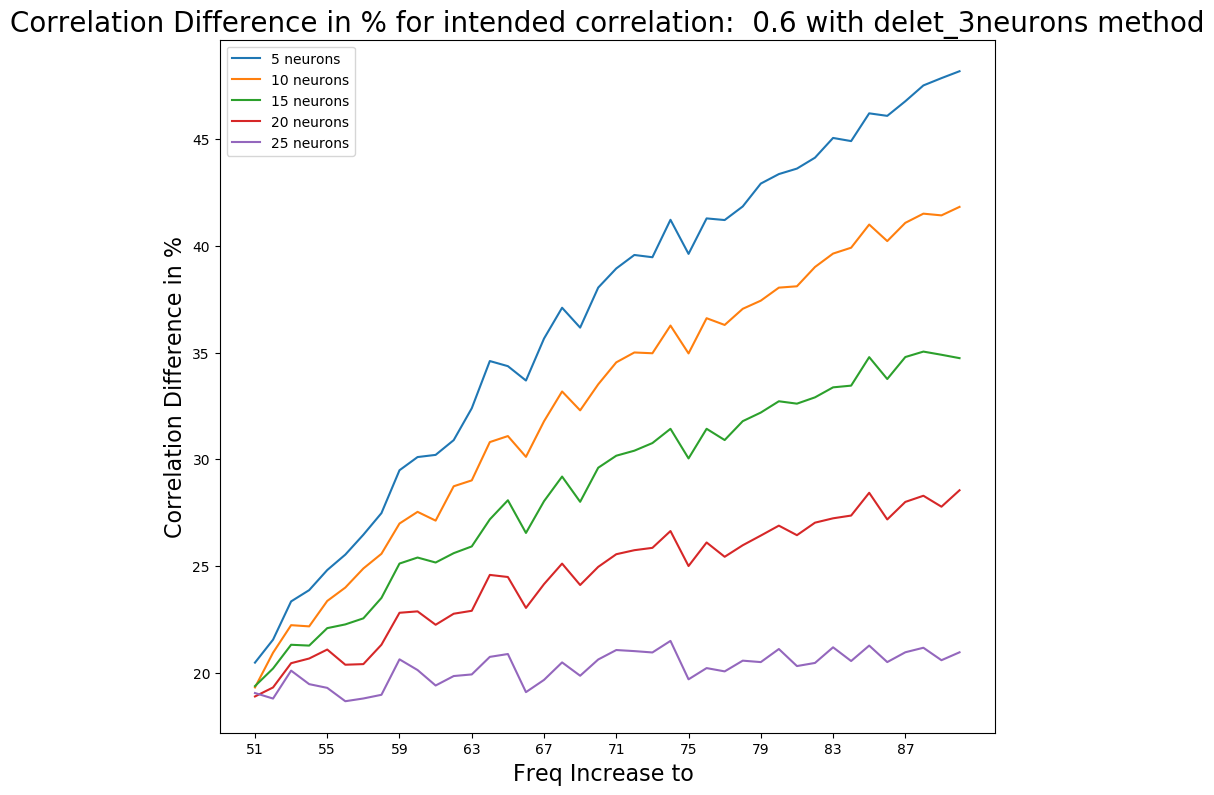 Correlation Difference in % for intended correlation:  0.6 with delet_3neurons method
5 neurons
10 neurons
15 neurons
20 neurons
25 neurons
Correlation Difference in %
45
40
35
30
25
20
51 55 59 63 67 71 75 79 83 87
Freq Increase to